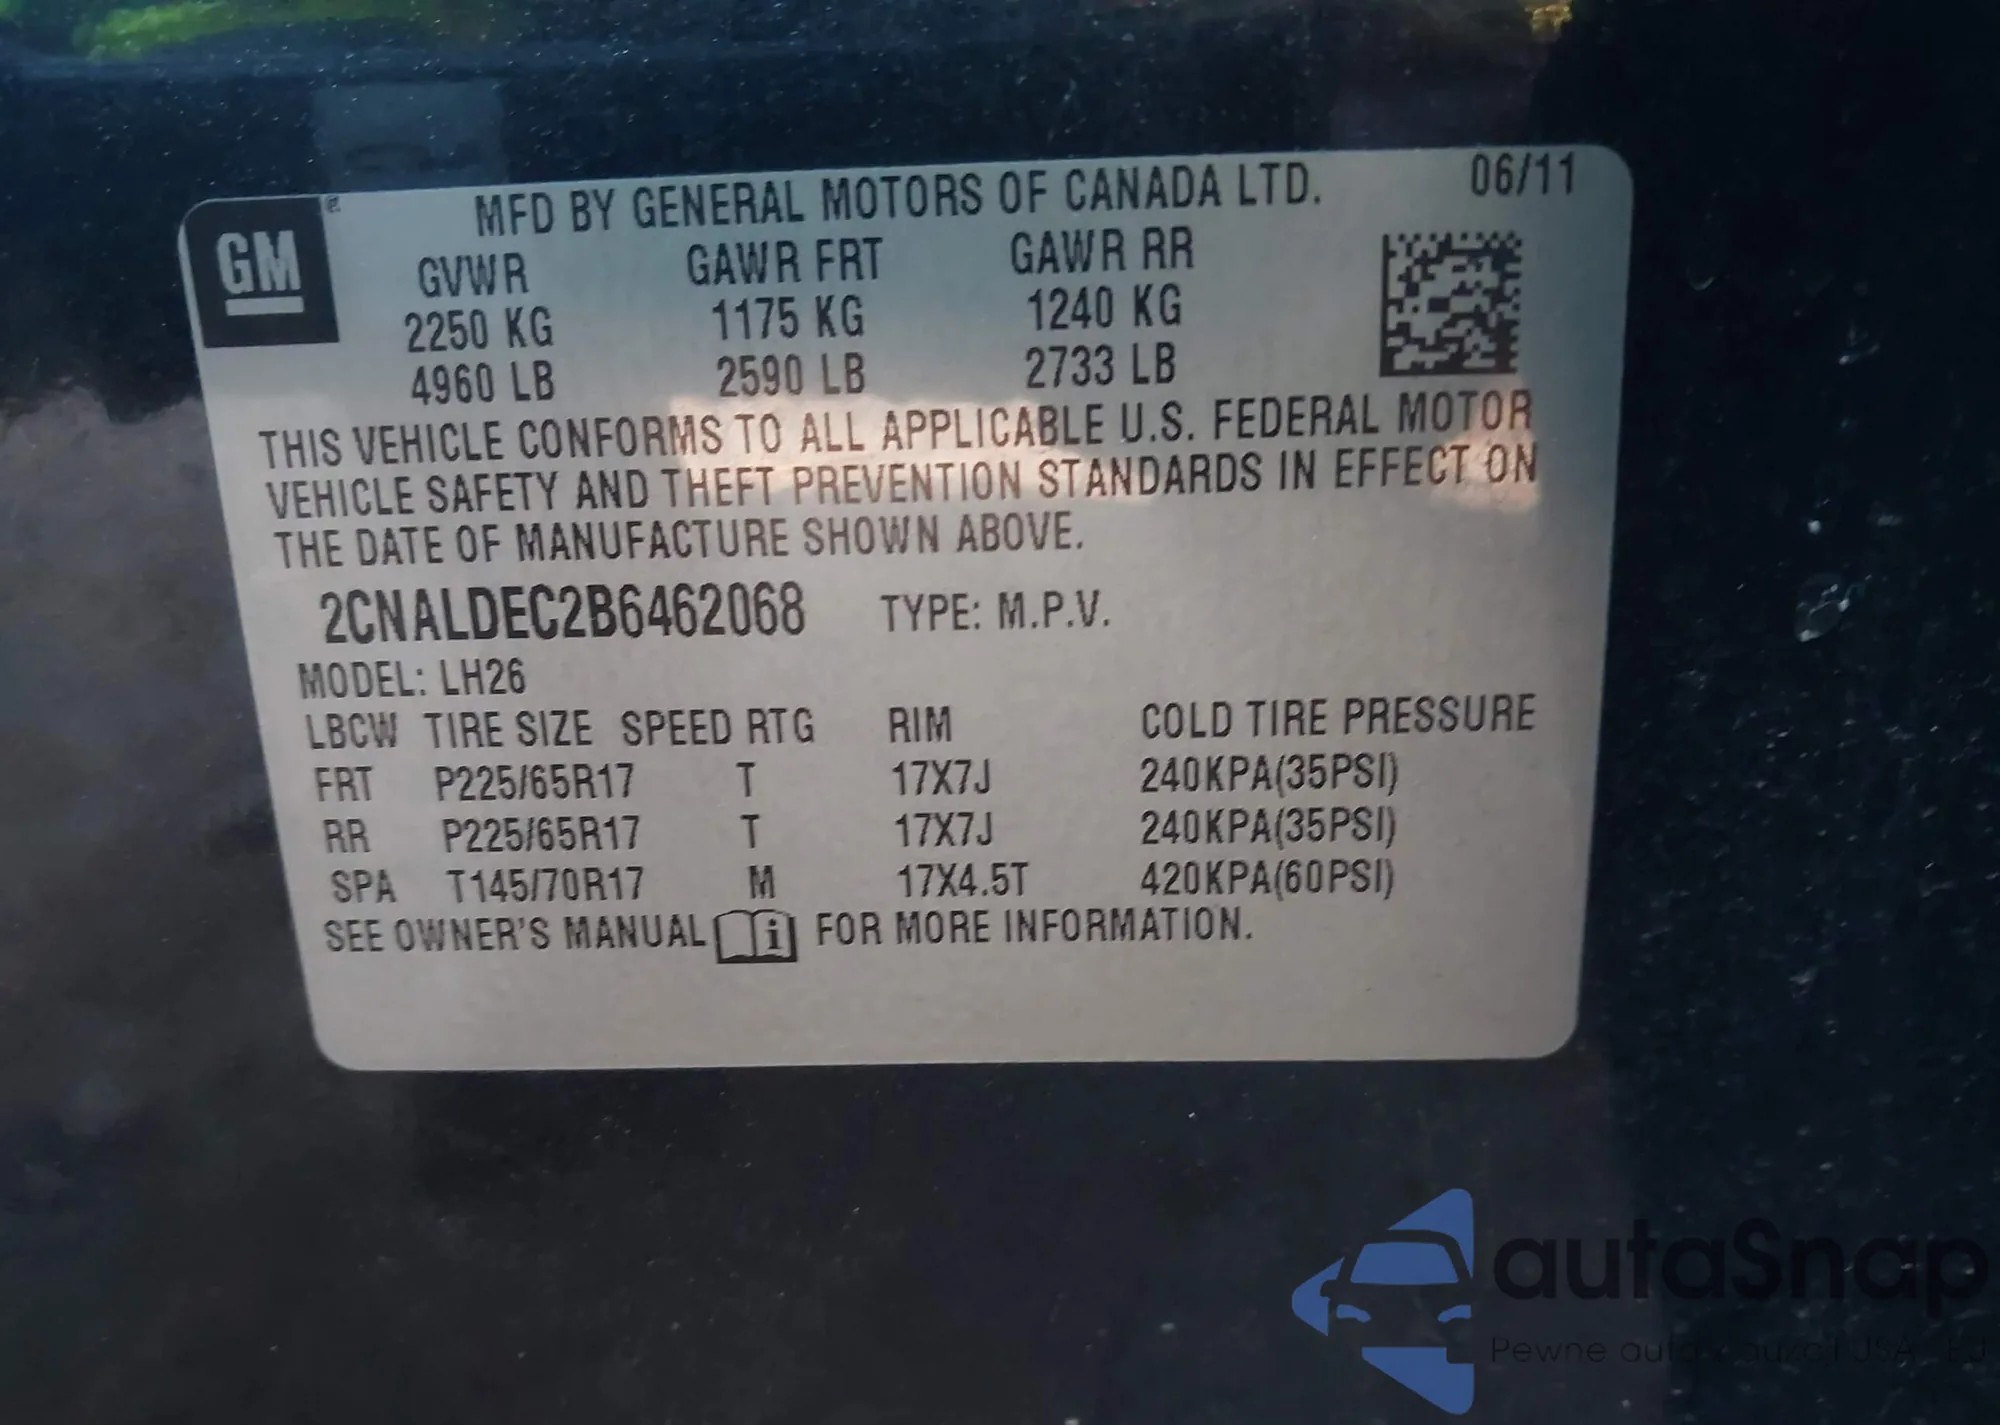 MFD BY GENERAL MOTORS OF CANADA LTD. 06/11
GM
GVWR GAWR FRT GAWR RR
2250 KG 1175 KG 1240 KG
4960 LB 2590 LB 2733 LB
THIS VEHICLE CONFORMS TO ALL APPLICABLE U.S. FEDERAL MOTOR
VEHICLE SAFETY AND THEFT PREVENTION STANDARDS IN EFFECT ON
THE DATE OF MANUFACTURE SHOWN ABOVE.
2CNALDEC2B6462068 TYPE: M.P.V.
MODEL: LH26
LBCW TIRE SIZE SPEED RTG RIM COLD TIRE PRESSURE
FRT P225/65R17 T 17X7J 240KPA(35PSI)
RR P225/65R17 T 17X7J 240KPA(35PSI)
SPA T145/70R17 M 17X4.5T 420KPA(60PSI)
SEE OWNER'S MANUAL i FOR MORE INFORMATION.
autaSnap
Pewne auta z USA